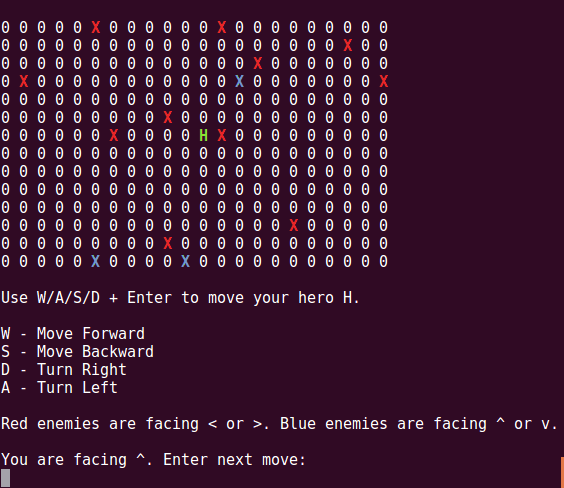 0 0 0 0 0 X 0 0 0 0 0 0 X 0 0 0 0 0 0 0 0 0
0 0 0 0 0 0 0 0 0 0 0 0 0 0 0 0 0 0 0 X 0 0
0 0 0 0 0 0 0 0 0 0 0 0 0 0 X 0 0 0 0 0 0 0
0 X 0 0 0 0 0 0 0 0 0 0 0 X 0 0 0 0 0 0 0 X
0 0 0 0 0 0 0 0 0 0 0 0 0 0 0 0 0 0 0 0 0 0
0 0 0 0 0 0 0 0 0 X 0 0 0 0 0 0 0 0 0 0 0 0
0 0 0 0 0 0 X 0 0 0 0 H X 0 0 0 0 0 0 0 0 0
0 0 0 0 0 0 0 0 0 0 0 0 0 0 0 0 0 0 0 0 0 0
0 0 0 0 0 0 0 0 0 0 0 0 0 0 0 0 0 0 0 0 0 0
0 0 0 0 0 0 0 0 0 0 0 0 0 0 0 0 0 0 0 0 0 0
0 0 0 0 0 0 0 0 0 0 0 0 0 0 0 0 0 0 0 0 0 0
0 0 0 0 0 0 0 0 0 0 0 0 0 0 0 0 X 0 0 0 0 0
0 0 0 0 0 0 0 0 0 X 0 0 0 0 0 0 0 0 0 0 0 0
0 0 0 0 0 X 0 0 0 0 X 0 0 0 0 0 0 0 0 0 0 0
Use W/A/S/D + Enter to move your hero H.
W - Move Forward
S - Move Backward
D - Turn Right
A - Turn Left
Red enemies are facing < or >. Blue enemies are facing ^ or v.
You are facing ^. Enter next move: